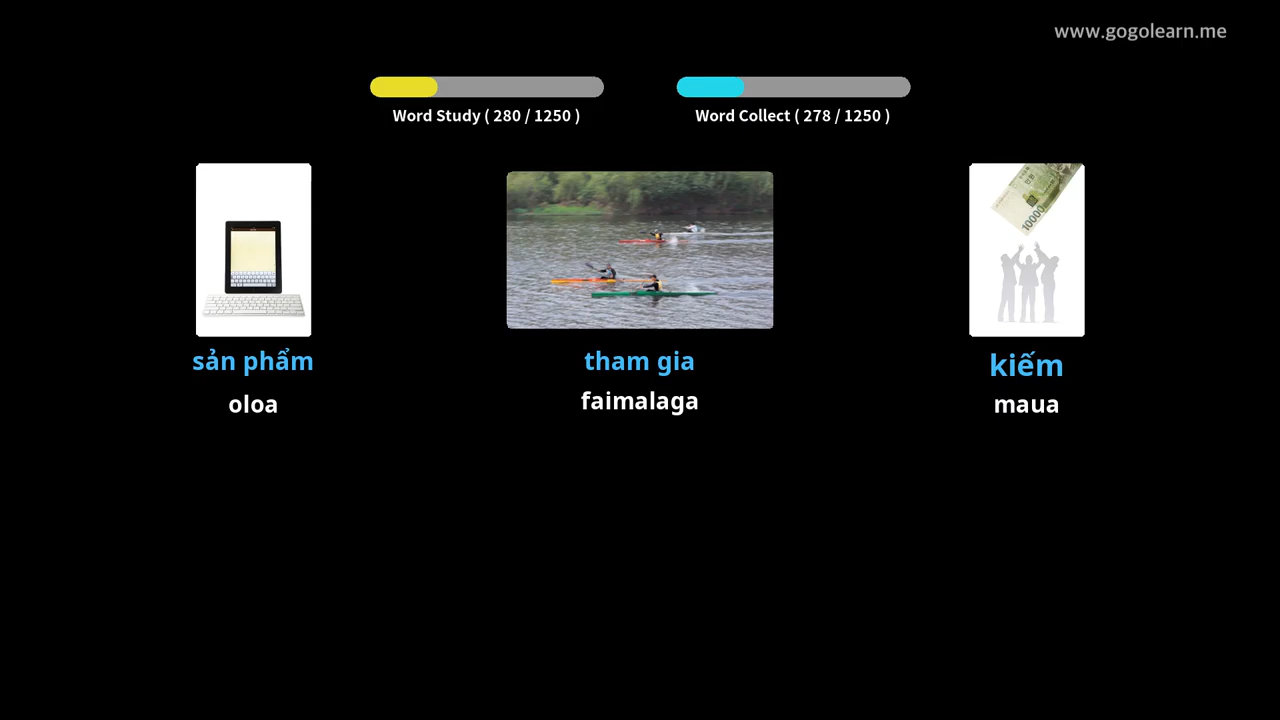 www.gogolearn.me
Word Study ( 280 / 1250 )
Word Collect ( 278 / 1250 )
10000
sản phẩm
tham gia
kiếm
oloa
faimalaga
maua